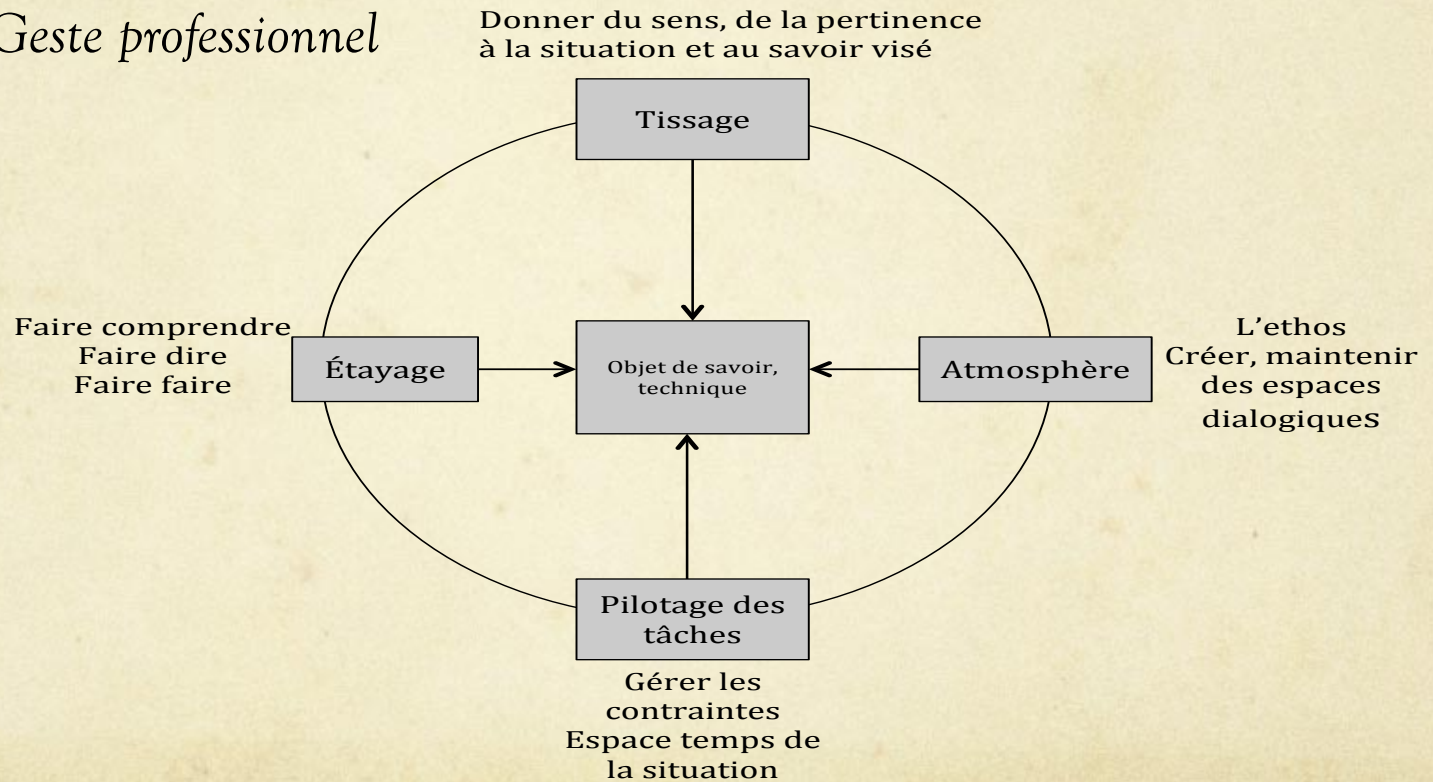 Geste professionnel
Donner du sens, de la pertinence
à la situation et au savoir visé
Tissage
Faire comprendre
Faire dire
Faire faire
Étayage
Objet de savoir,
technique
Atmosphère
L’ethos
Créer, maintenir
des espaces
dialogiques
Pilotage des
tâches
Gérer les
contraintes
Espace temps de
la situation